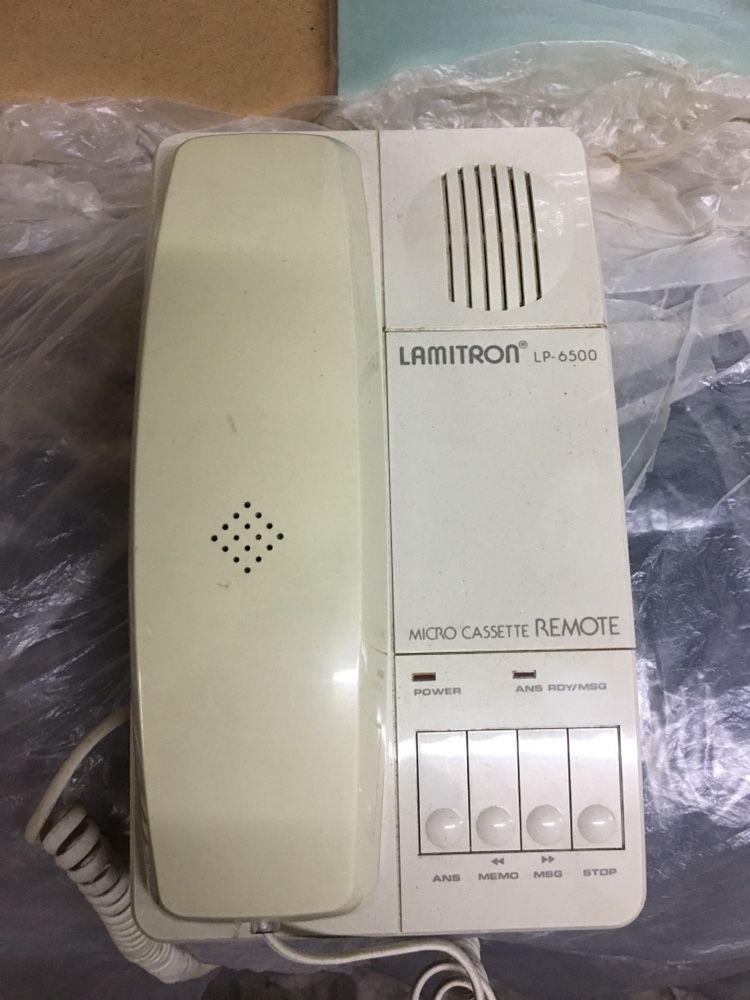 LAMITRON® LP-6500
MICRO CASSETTE REMOTE
POWER ANS RDY/MSG
ANS MEMO MSG STOP